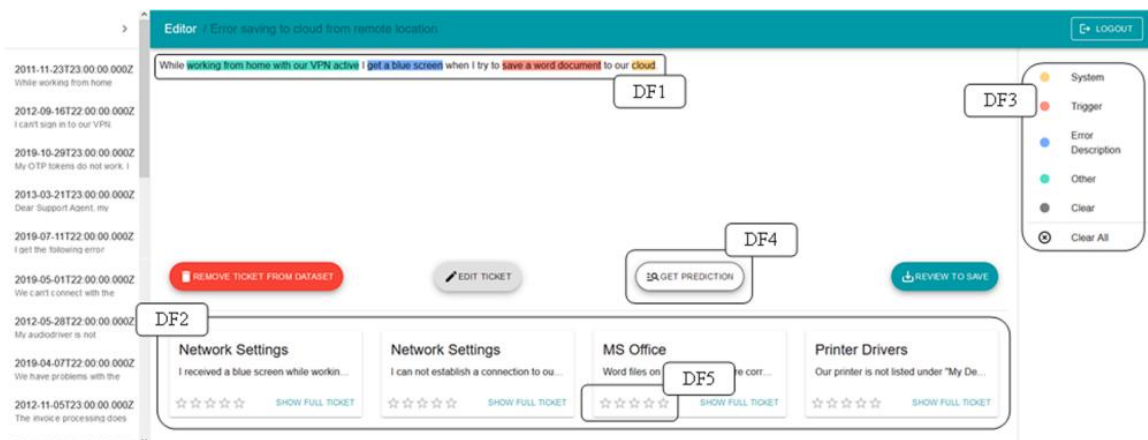 Editor / Error saving to cloud from remote location
LOGOUT
2011-11-23T23:00:00.000Z
While working from home
2012-09-16T22:00:00.000Z
I can't sign in to our VPN.
2019-10-29T23:00:00.000Z
My OTP tokens do not work. I
2013-03-21T23:00:00.000Z
Dear Support Agent, my
2019-07-11T22:00:00.000Z
I get the following error
2019-05-01T22:00:00.000Z
We can't connect with the
2012-05-28T22:00:00.000Z
My audiodriver is not
2019-04-07T22:00:00.000Z
We have problems with the
2012-11-05T23:00:00.000Z
The invoice processing does
While working from home with our VPN active I get a blue screen when I try to save a word document to our cloud.
DF1
DF3
System
Trigger
Error
Description
Other
Clear
Clear All
DF4
REMOVE TICKET FROM DATASET
EDIT TICKET
GET PREDICTION
REVIEW TO SAVE
DF2
Network Settings
I received a blue screen while workin...
SHOW FULL TICKET
Network Settings
I can not establish a connection to ou...
SHOW FULL TICKET
MS Office
Word files on re corr...
DF5
SHOW FULL TICKET
Printer Drivers
Our printer is not listed under "My De...
SHOW FULL TICKET